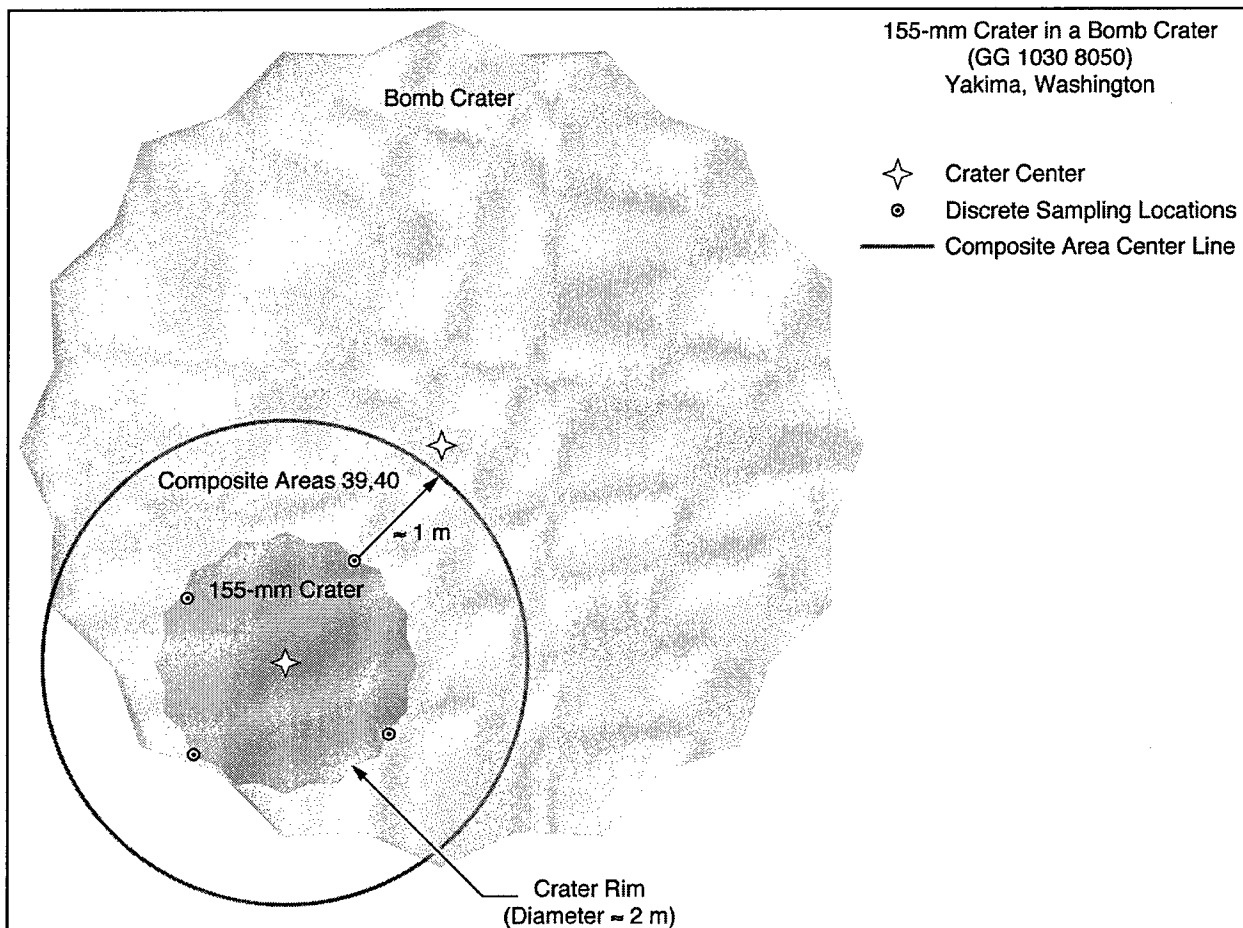 155-mm Crater in a Bomb Crater
(GG 1030 8050)
Yakima, Washington
Bomb Crater
Crater Center
Discrete Sampling Locations
Composite Area Center Line
Composite Areas 39,40
≈ 1 m
155-mm Crater
Crater Rim
(Diameter ≈ 2 m)